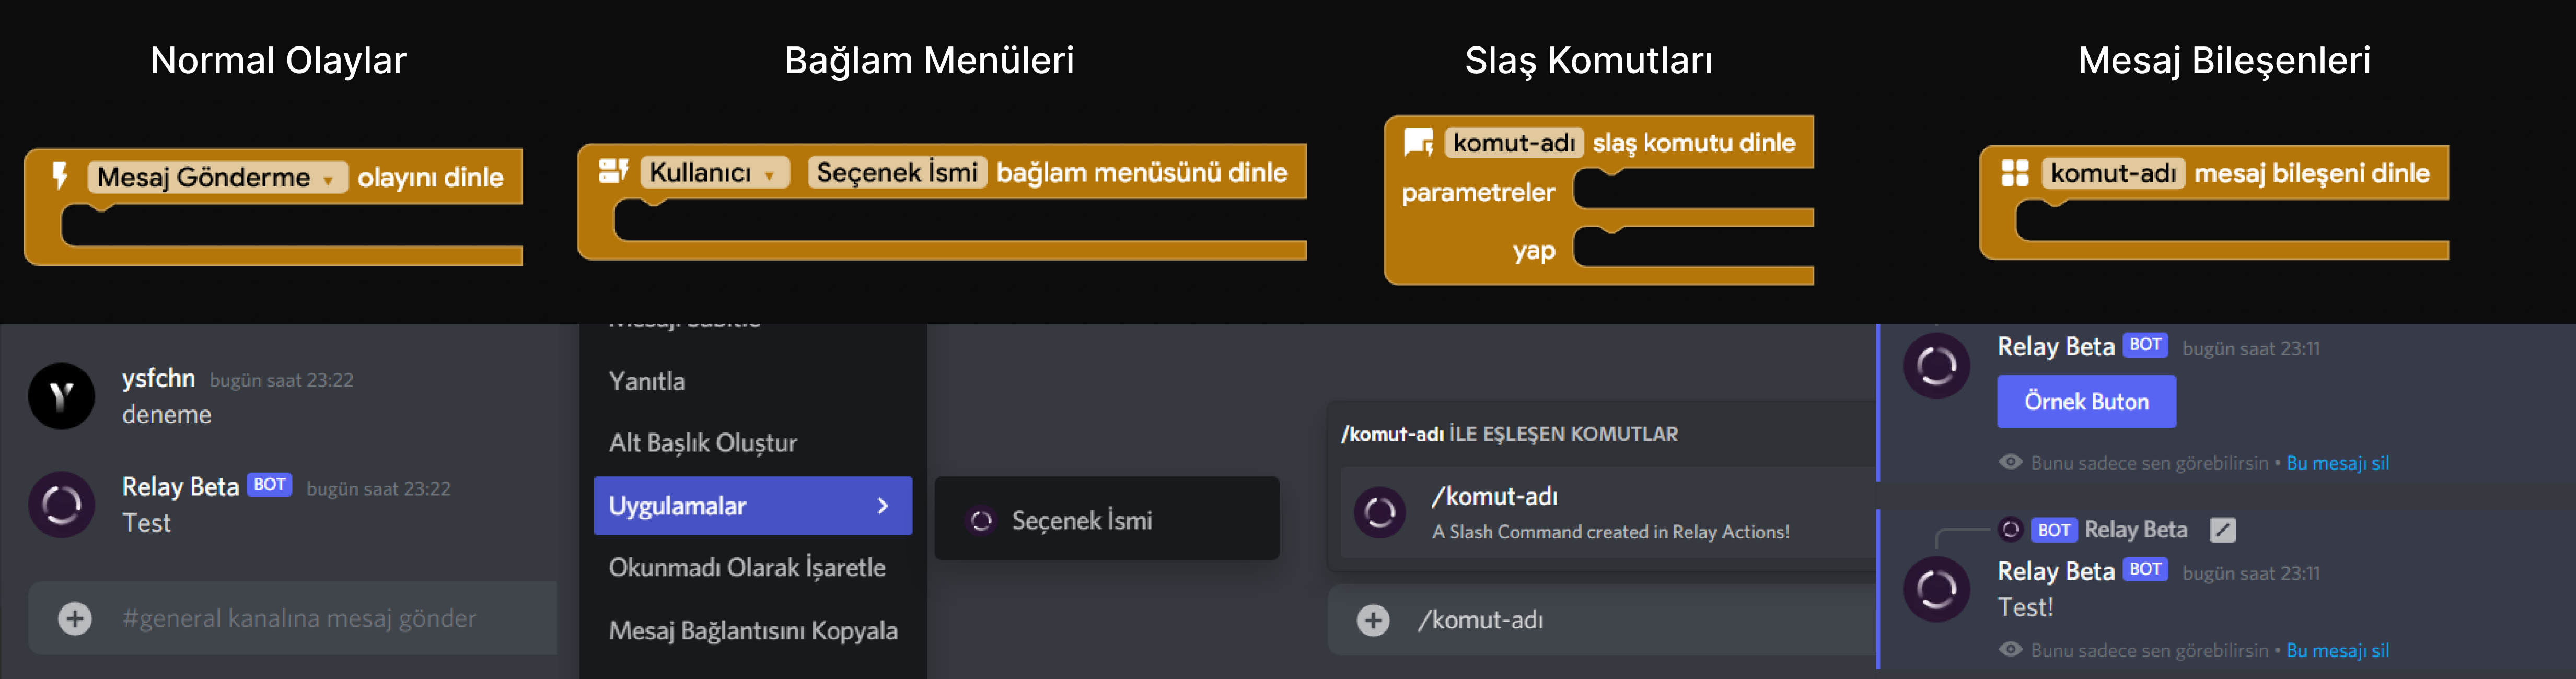 Normal Olaylar
Mesaj Gönderme olayını dinle
ysfchn bugün saat 23:22
deneme
Relay Beta BOT bugün saat 23:22
Test
#general kanalına mesaj gönder
Bağlam Menüleri
Kullanıcı Seçenek İsmi bağlam menüsünü dinle
Yanıtla
Alt Başlık Oluştur
Uygulamalar
Seçenek İsmi
Okunmadı Olarak İşaretle
Mesaj Bağlantısını Kopyala
Slaş Komutları
komut-adı slaş komutu dinle
parametreler
yap
/komut-adı İLE EŞLEŞEN KOMUTLAR
/komut-adı
A Slash Command created in Relay Actions!
/komut-adı
Mesaj Bileşenleri
komut-adı mesaj bileşeni dinle
Relay Beta BOT bugün saat 23:11
Örnek Buton
Bunu sadece sen görebilirsin • Bu mesajı sil
BOT Relay Beta
Relay Beta BOT bugün saat 23:11
Test!
Bunu sadece sen görebilirsin • Bu mesajı sil